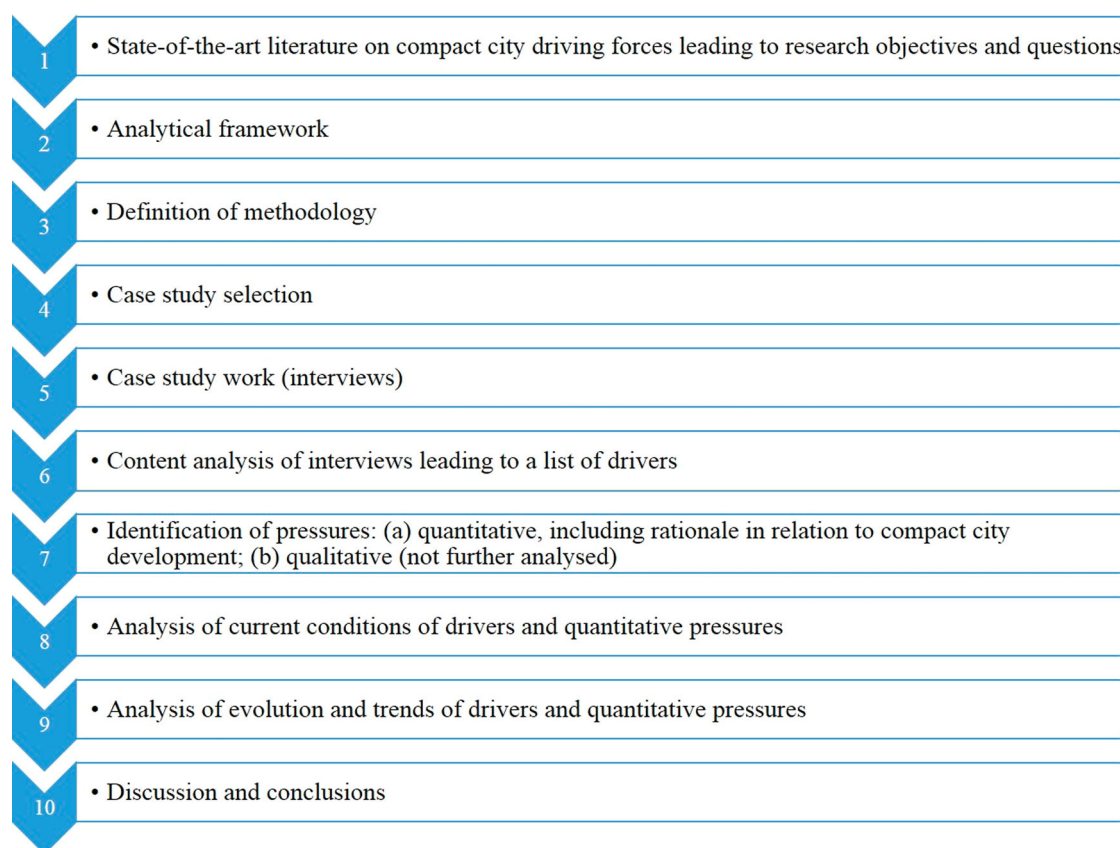 1
• State-of-the-art literature on compact city driving forces leading to research objectives and questions
2
• Analytical framework
3
• Definition of methodology
4
• Case study selection
5
• Case study work (interviews)
6
• Content analysis of interviews leading to a list of drivers
7
• Identification of pressures: (a) quantitative, including rationale in relation to compact city
development; (b) qualitative (not further analysed)
8
• Analysis of current conditions of drivers and quantitative pressures
9
• Analysis of evolution and trends of drivers and quantitative pressures
10
• Discussion and conclusions